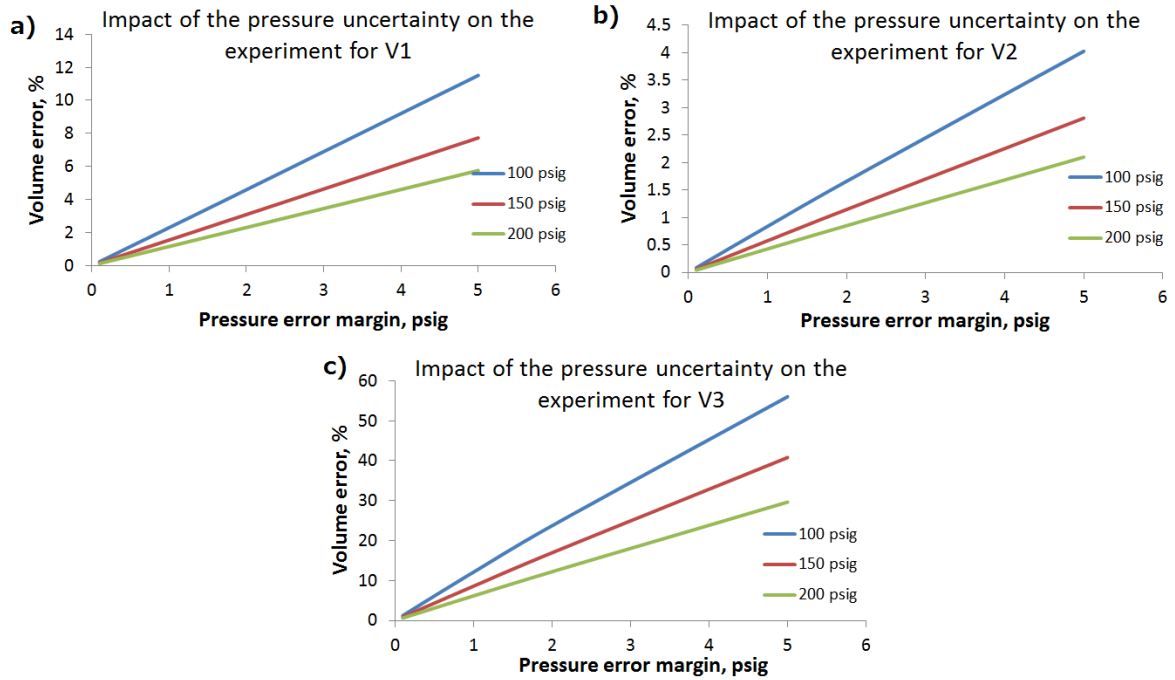 a)
Impact of the pressure uncertainty on the
experiment for V1
Volume error, %
14
12
10
8
6
4
2
0
0 1 2 3 4 5 6
Pressure error margin, psig
100 psig
150 psig
200 psig
b)
Impact of the pressure uncertainty on the
experiment for V2
Volume error, %
4.5
4
3.5
3
2.5
2
1.5
1
0.5
0
0 1 2 3 4 5 6
Pressure error margin, psig
100 psig
150 psig
200 psig
c)
Impact of the pressure uncertainty on the
experiment for V3
Volume error, %
60
50
40
30
20
10
0
0 1 2 3 4 5 6
Pressure error margin, psig
100 psig
150 psig
200 psig